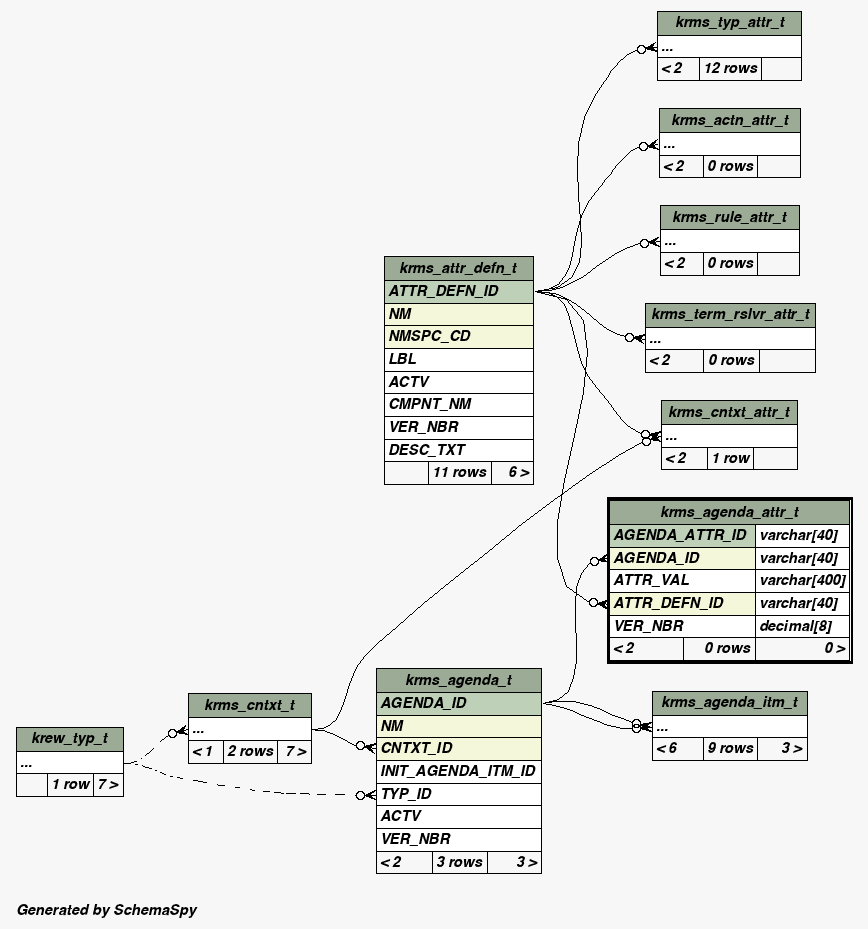 krms_typ_attr_t
...
< 2 12 rows
krms_actn_attr_t
...
< 2 0 rows
krms_rule_attr_t
...
< 2 0 rows
krms_attr_defn_t
ATTR_DEFN_ID
NM
NMSPC_CD
LBL
ACTV
CMPNT_NM
VER_NBR
DESC_TXT
11 rows 6 >
krms_term_rslvr_attr_t
...
< 2 0 rows
krms_cntxt_attr_t
...
< 2 1 row
krms_agenda_attr_t
AGENDA_ATTR_ID varchar[40]
AGENDA_ID varchar[40]
ATTR_VAL varchar[400]
ATTR_DEFN_ID varchar[40]
VER_NBR decimal[8]
< 2 0 rows 0 >
krms_agenda_t
AGENDA_ID
NM
CNTXT_ID
INIT_AGENDA_ITM_ID
TYP_ID
ACTV
VER_NBR
< 2 3 rows 3 >
krms_cntxt_t
...
< 1 2 rows 7 >
krms_agenda_itm_t
...
< 6 9 rows 3 >
krew_typ_t
...
1 row 7 >
Generated by SchemaSpy